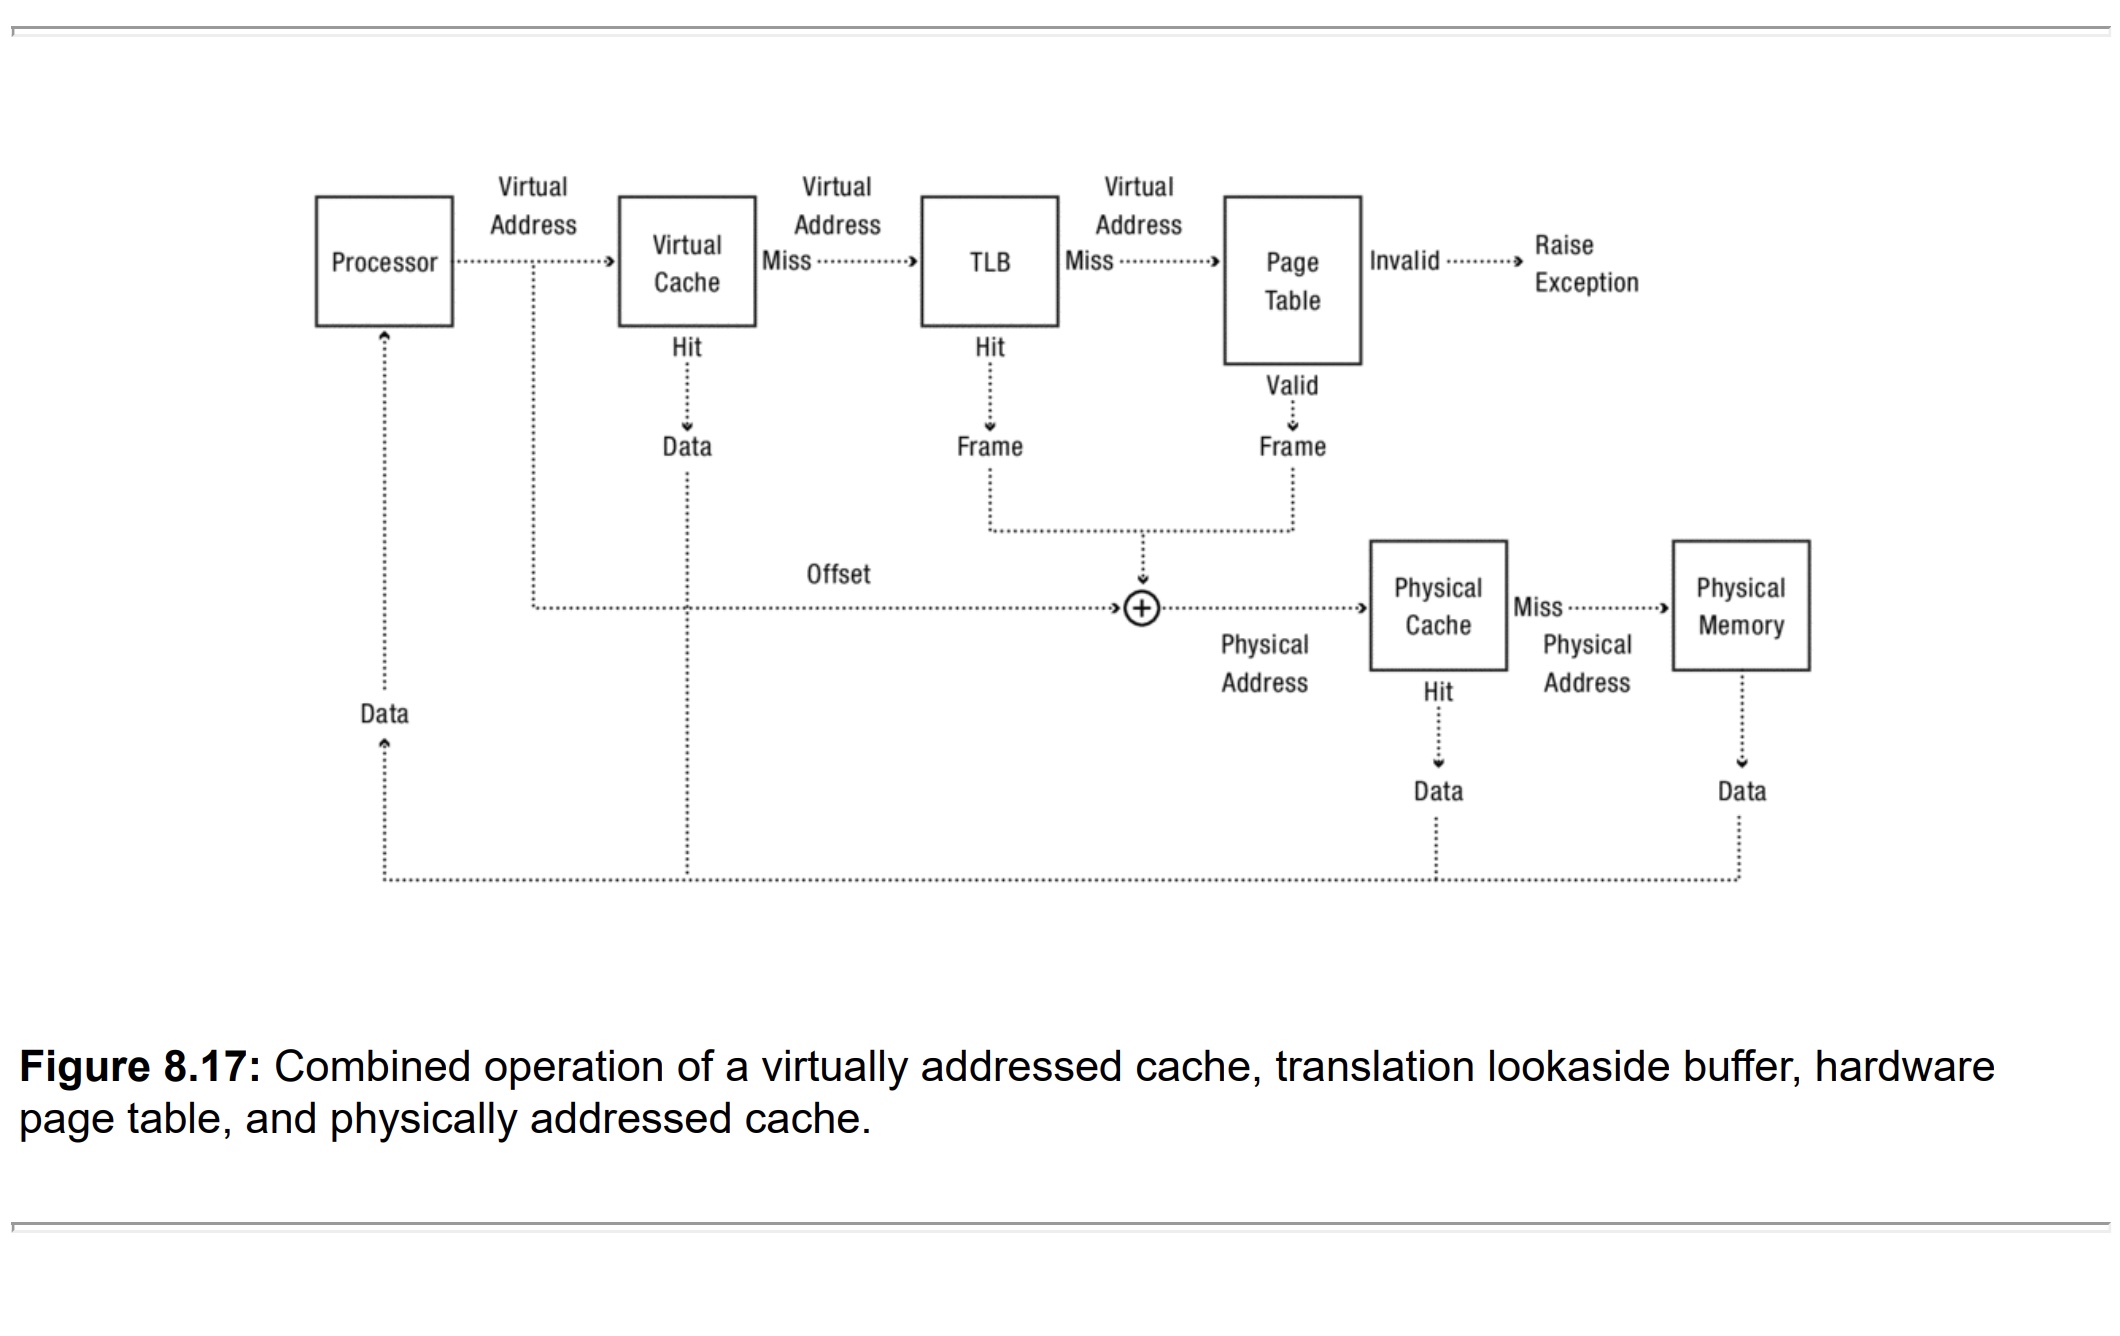 Virtual
Address
Virtual
Address
Virtual
Address
Processor
Virtual
Cache
Miss
TLB
Miss
Page
Table
Invalid
Raise
Exception
Hit
Hit
Valid
Data
Frame
Frame
Offset
Physical
Cache
Miss
Physical
Memory
Physical
Address
Physical
Address
Hit
Data
Data
Data
Figure 8.17: Combined operation of a virtually addressed cache, translation lookaside buffer, hardware
page table, and physically addressed cache.